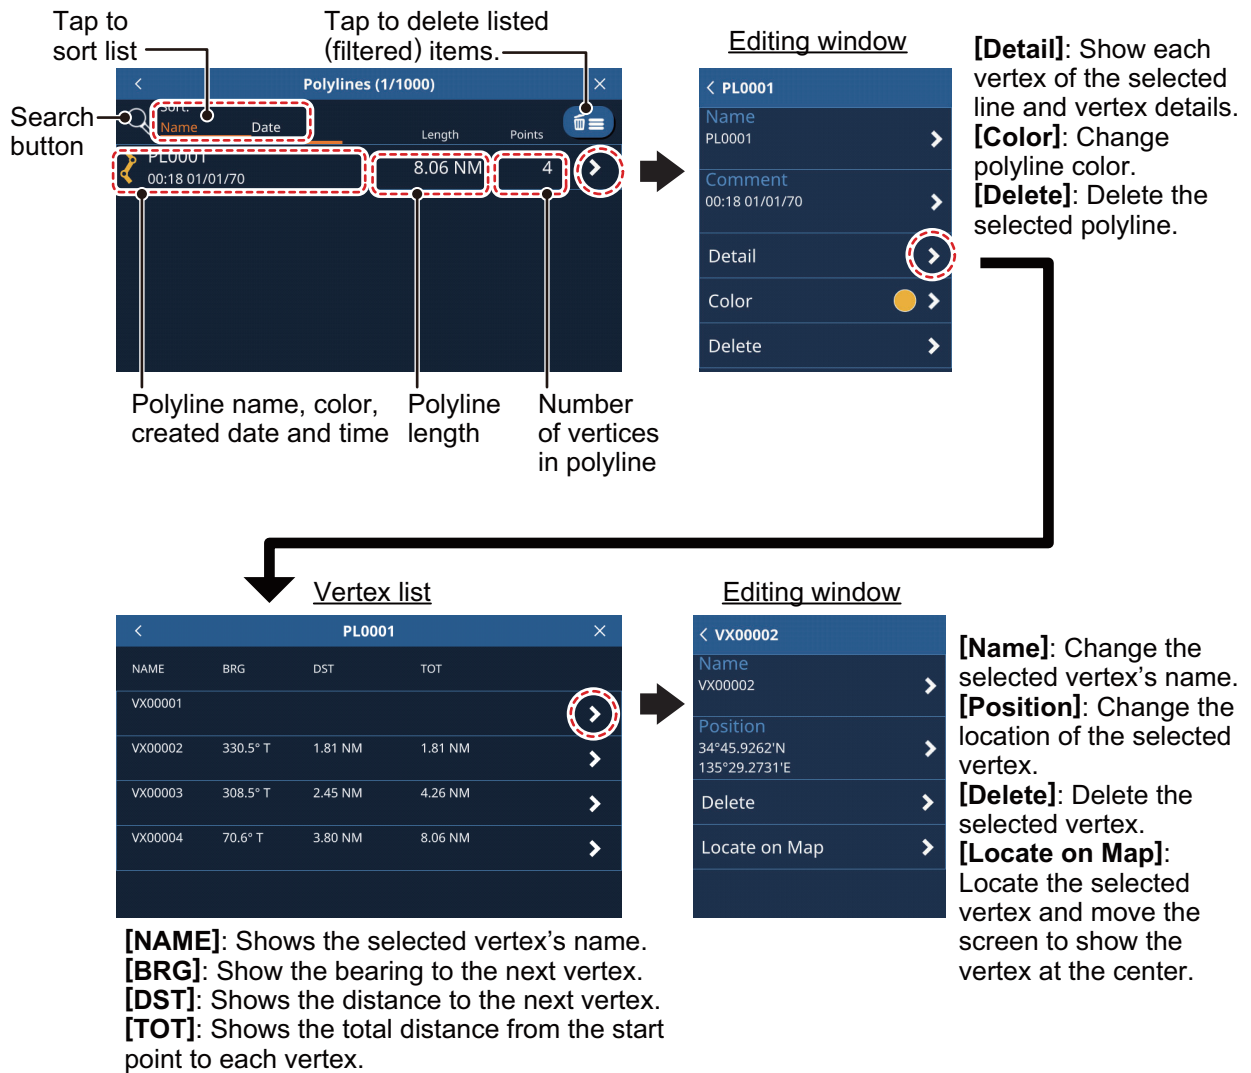 Tap to
sort list
Tap to delete listed
(filtered) items.
Search
button
Polylines (1/1000)
Sort:
Name Date
Length Points
PL0001
00:18 01/01/70
8.06 NM 4
Polyline name, color,
created date and time
Polyline
length
Number
of vertices
in polyline
Editing window
PL0001
Name
PL0001
Comment
00:18 01/01/70
Detail
Color
Delete
[Detail]: Show each
vertex of the selected
line and vertex details.
[Color]: Change
polyline color.
[Delete]: Delete the
selected polyline.
Vertex list
PL0001
NAME BRG DST TOT
VX00001
VX00002 330.5° T 1.81 NM 1.81 NM
VX00003 308.5° T 2.45 NM 4.26 NM
VX00004 70.6° T 3.80 NM 8.06 NM
[NAME]: Shows the selected vertex’s name.
[BRG]: Show the bearing to the next vertex.
[DST]: Shows the distance to the next vertex.
[TOT]: Shows the total distance from the start
point to each vertex.
Editing window
VX00002
Name
VX00002
Position
34°45.9262'N
135°29.2731'E
Delete
Locate on Map
[Name]: Change the
selected vertex’s name.
[Position]: Change the
location of the selected
vertex.
[Delete]: Delete the
selected vertex.
[Locate on Map]:
Locate the selected
vertex and move the
screen to show the
vertex at the center.